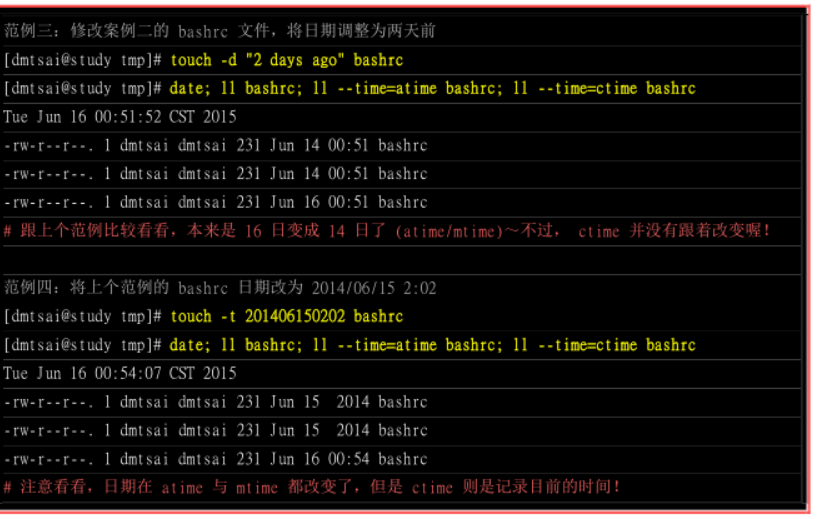 范例三：修改案例二的 bashrc 文件，将日期调整为两天前
[dmtsai@study tmp]# touch -d "2 days ago" bashrc
[dmtsai@study tmp]# date; ll bashrc; ll --time=atime bashrc; ll --time=ctime bashrc
Tue Jun 16 00:51:52 CST 2015
-rw-r--r--. 1 dmtsai dmtsai 231 Jun 14 00:51 bashrc
-rw-r--r--. 1 dmtsai dmtsai 231 Jun 14 00:51 bashrc
-rw-r--r--. 1 dmtsai dmtsai 231 Jun 16 00:51 bashrc
# 跟上个范例比较看看，本来是 16 日变成 14 日了 (atime/mtime)～不过， ctime 并没有跟着改变喔！
范例四：将上个范例的 bashrc 日期改为 2014/06/15 2:02
[dmtsai@study tmp]# touch -t 201406150202 bashrc
[dmtsai@study tmp]# date; ll bashrc; ll --time=atime bashrc; ll --time=ctime bashrc
Tue Jun 16 00:54:07 CST 2015
-rw-r--r--. 1 dmtsai dmtsai 231 Jun 15  2014 bashrc
-rw-r--r--. 1 dmtsai dmtsai 231 Jun 15  2014 bashrc
-rw-r--r--. 1 dmtsai dmtsai 231 Jun 16 00:54 bashrc
# 注意看看，日期在 atime 与 mtime 都改变了，但是 ctime 则是记录目前的时间！